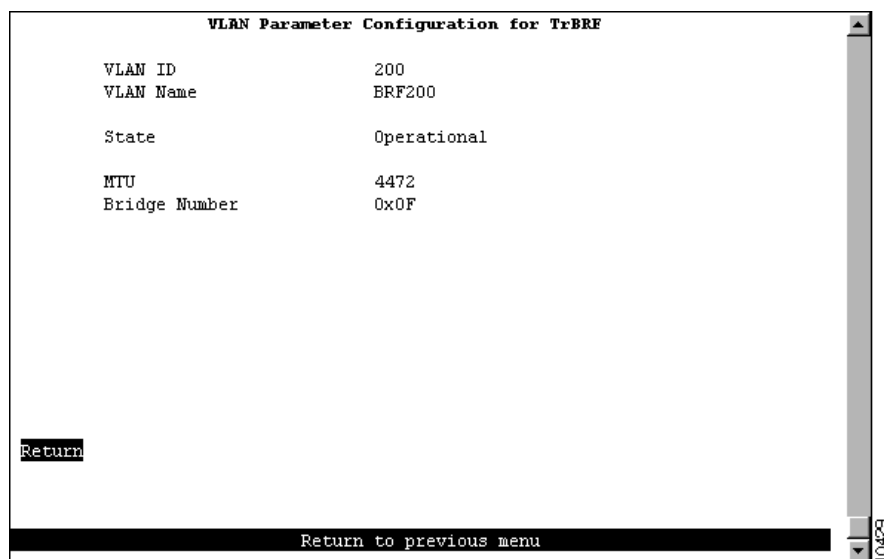 VLAN Parameter Configuration for TrBRF
VLAN ID 200
VLAN Name BRF200
State Operational
MTU 4472
Bridge Number 0x0F
Return
Return to previous menu